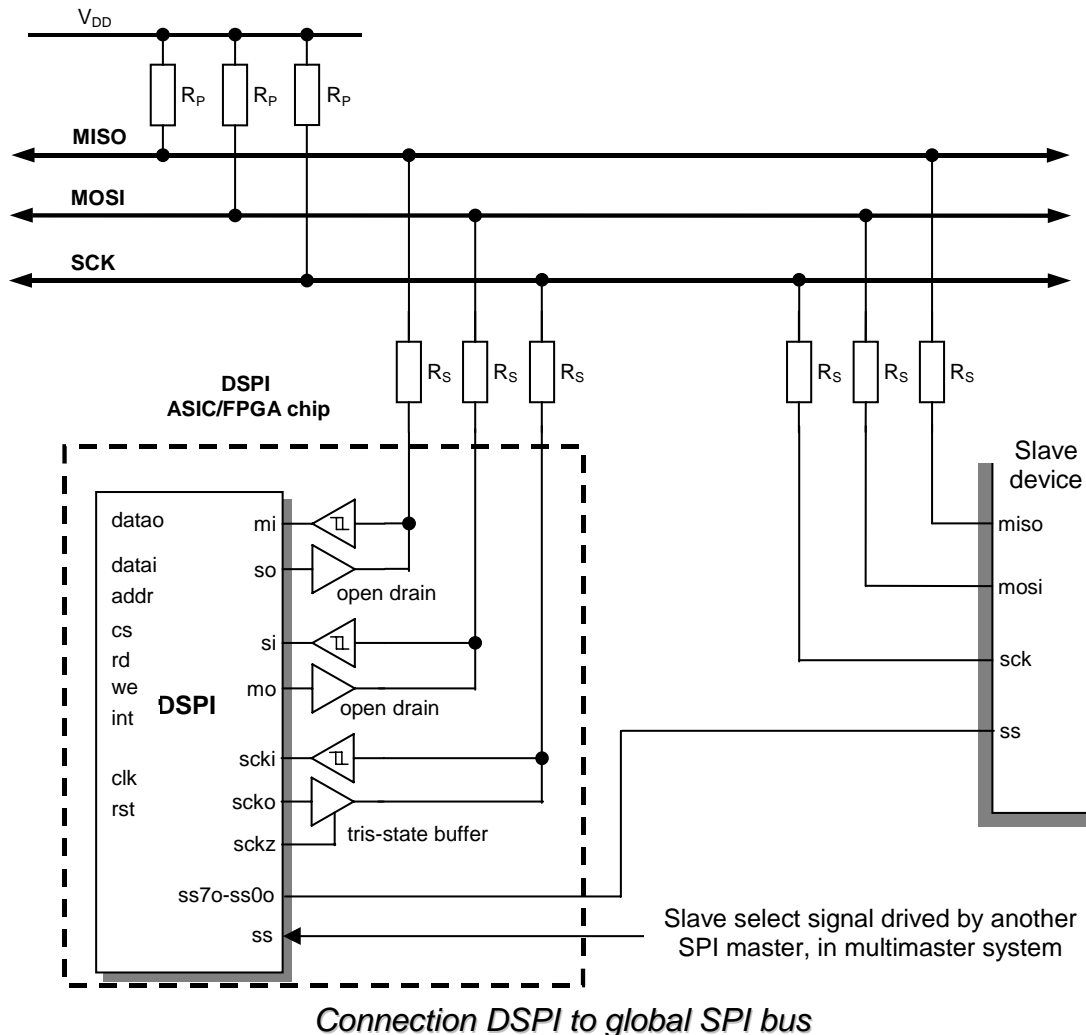 VDD
RP
RP
RP
MISO
MOSI
SCK
RS
RS
RS
RS
RS
RS
DSPI
ASIC/FPGA chip
Slave
device
datao
datai
addr
cs
rd
we
int
clk
rst
DSPI
mi
so
si
mo
scki
scko
sckz
ss7o-ss0o
ss
open drain
open drain
tris-state buffer
miso
mosi
sck
ss
Slave select signal drived by another
SPI master, in multimaster system
Connection DSPI to global SPI bus